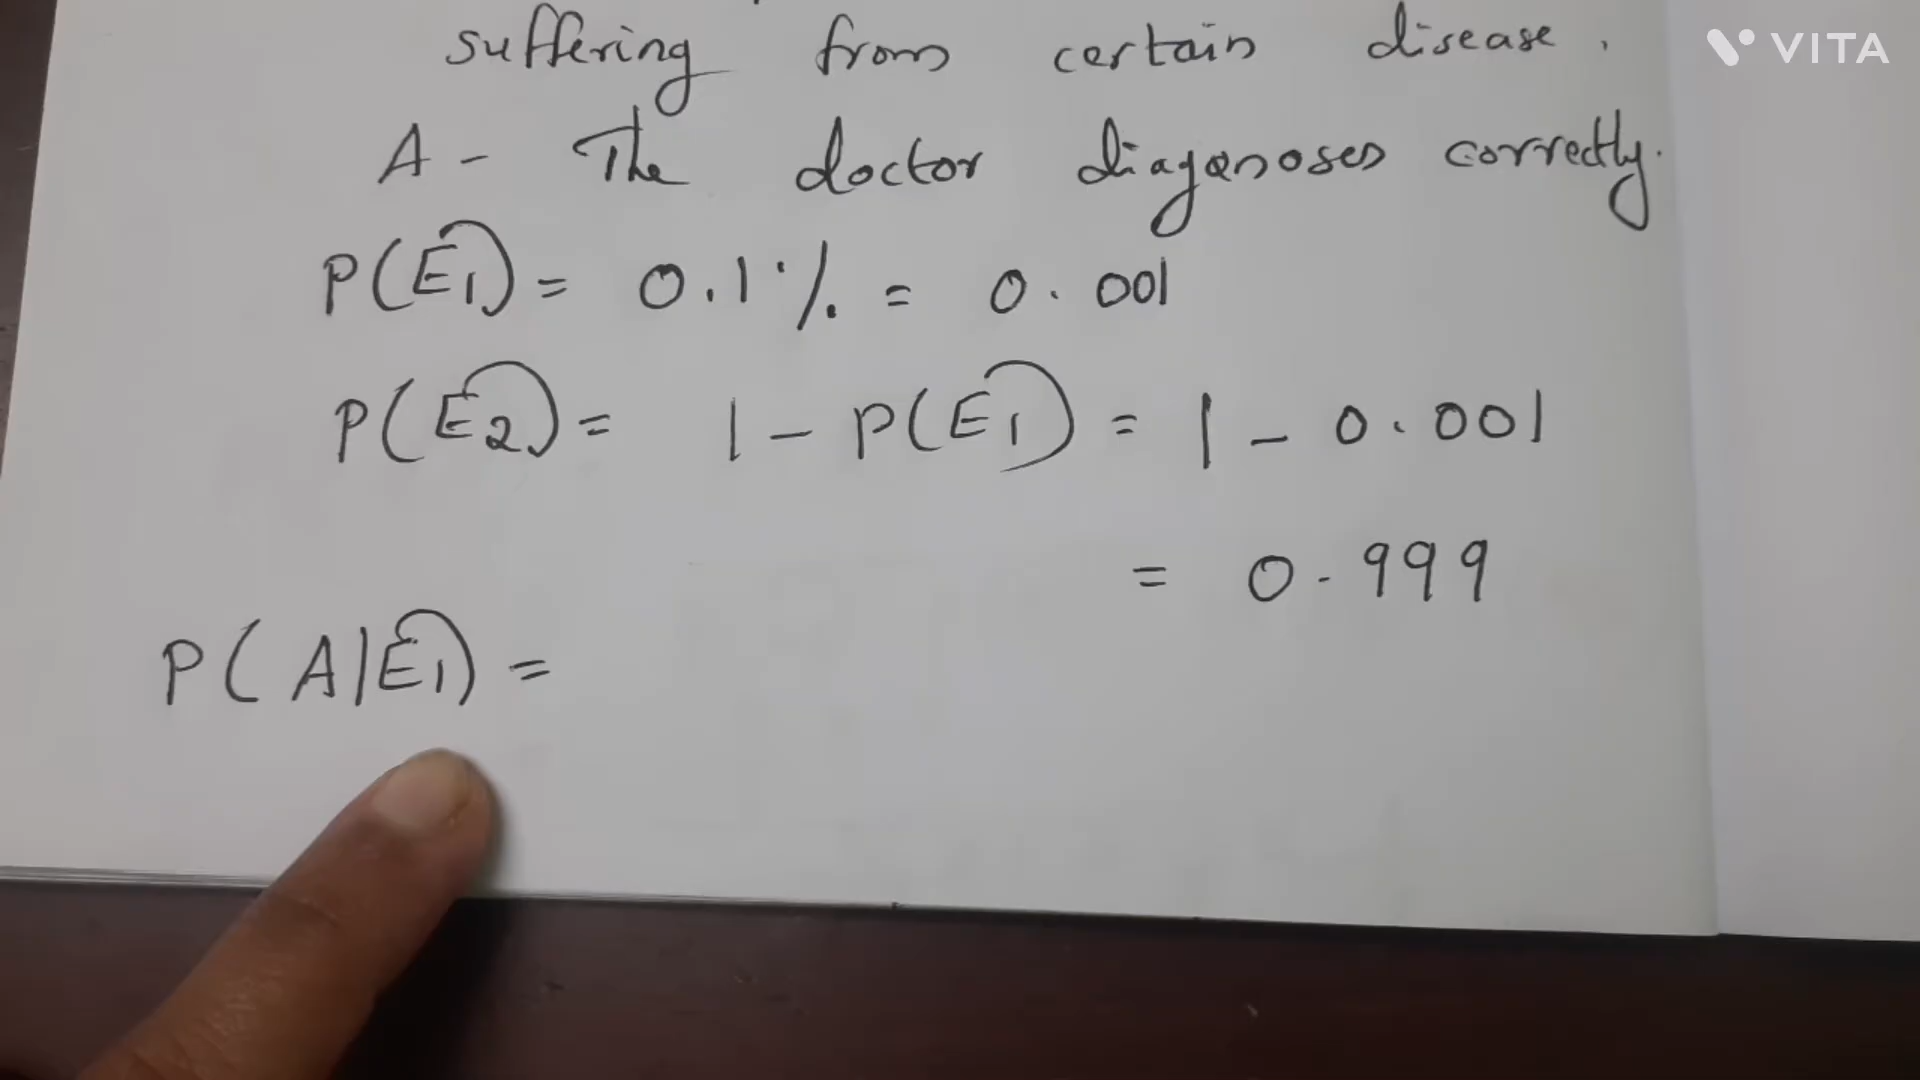 suffering from certain disease.
VITA
A - The doctor diagonoses correctly.
P(E1) = 0.1% = 0.001
P(E2) = 1 - P(E1) = 1 - 0.001
= 0.999
P(A|E1) =